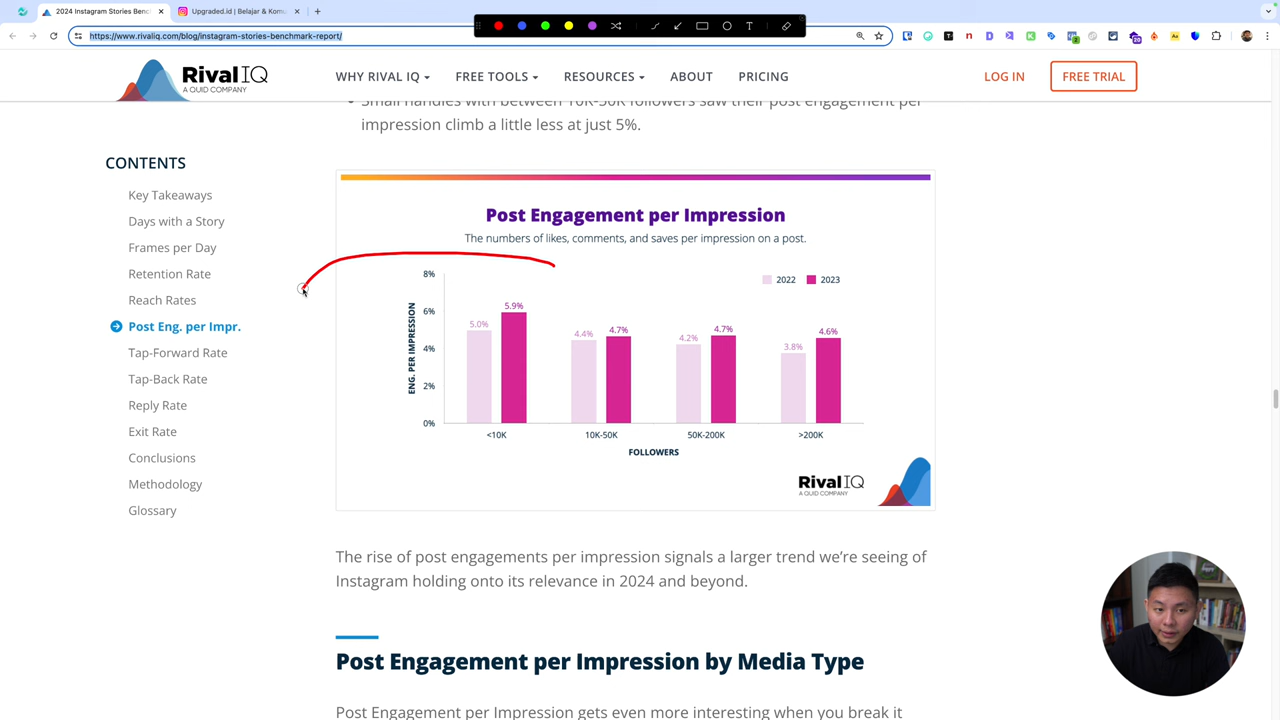 2024 Instagram Stories Benc
Upgraded.id | Belajar & Komu
https://www.rivaliq.com/blog/instagram-stories-benchmark-report/
Rival IQ
A QUID COMPANY
WHY RIVAL IQ
FREE TOOLS
RESOURCES
ABOUT
PRICING
LOG IN
FREE TRIAL
Small handles with between 10K-50K followers saw their post engagement per
impression climb a little less at just 5%.
CONTENTS
Key Takeaways
Days with a Story
Frames per Day
Retention Rate
Reach Rates
Post Eng. per Impr.
Tap-Forward Rate
Tap-Back Rate
Reply Rate
Exit Rate
Conclusions
Methodology
Glossary
Post Engagement per Impression
The numbers of likes, comments, and saves per impression on a post.
2022 2023
ENG. PER IMPRESSION
8%
6%
4%
2%
0%
5.0% 5.9% 4.4% 4.7% 4.2% 4.7% 3.8% 4.6%
<10K 10K-50K 50K-200K >200K
FOLLOWERS
Rival IQ
A QUID COMPANY
The rise of post engagements per impression signals a larger trend we’re seeing of
Instagram holding onto its relevance in 2024 and beyond.
Post Engagement per Impression by Media Type
Post Engagement per Impression gets even more interesting when you break it